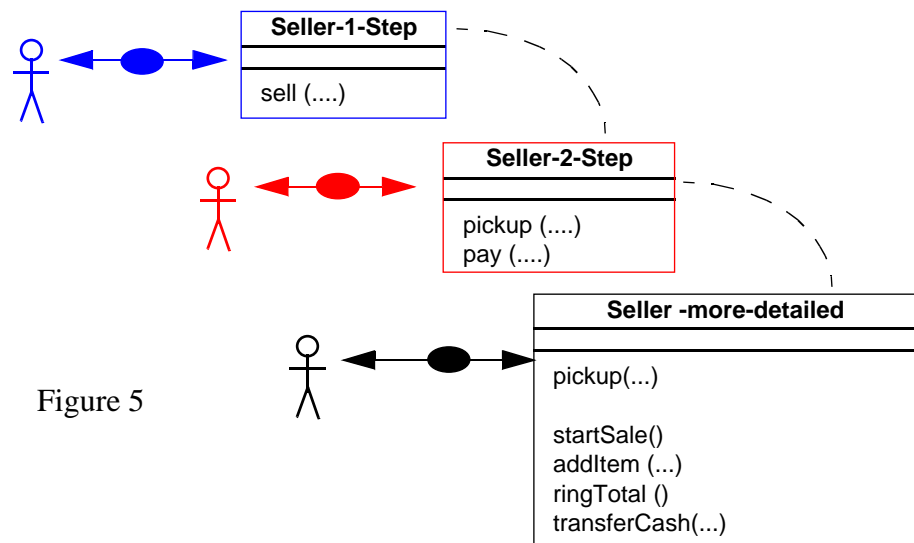 Seller-1-Step
sell (....)
Seller-2-Step
pickup (....)
pay (....)
Seller -more-detailed
pickup(...)
Figure 5
startSale()
addItem (...)
ringTotal ()
transferCash(...)